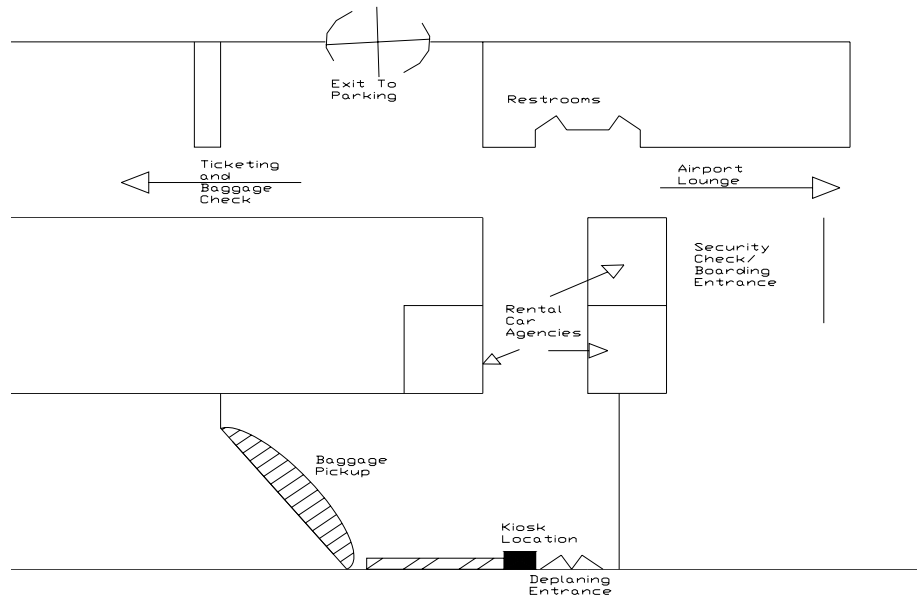 Exit To
Parking
Restrooms
Ticketing
and
Baggage
Check
Airport
Lounge
Security
Check/
Boarding
Entrance
Rental
Car
Agencies
Baggage
Pickup
Kiosk
Location
Deplaning
Entrance